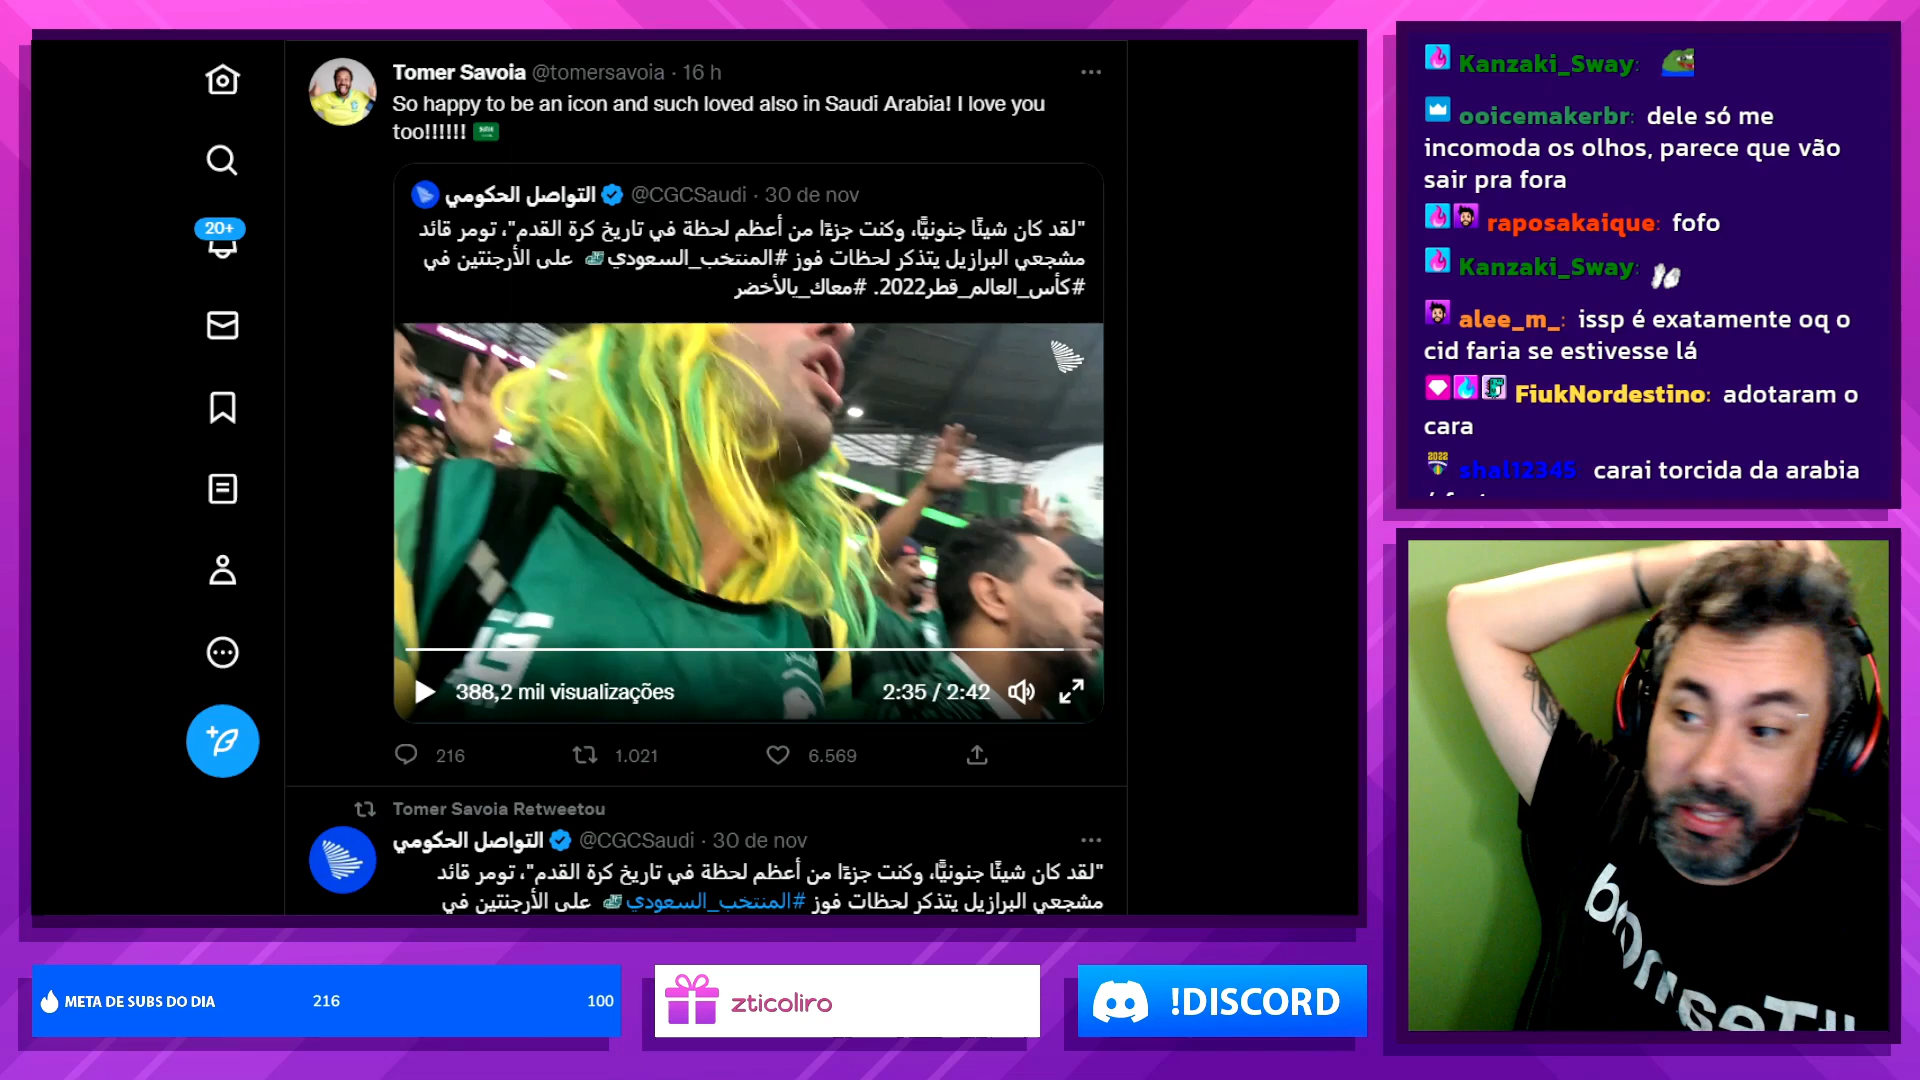 Tomer Savoia @tomersavoia · 16 h
So happy to be an icon and such loved also in Saudi Arabia! I love you
too!!!!!!
التواصل الحكومي @CGCSaudi · 30 de nov
"لقد كان شيئًا جنونيًّا، وكنت جزءًا من أعظم لحظة في تاريخ كرة القدم"، تومر قائد
مشجعي البرازيل يتذكر لحظات فوز #المنتخب_السعودي على الأرجنتين في
#كأس_العالم_قطر2022. #معاك_يالأخضر
388,2 mil visualizações
2:35 / 2:42
216
1.021
6.569
Tomer Savoia Retweetou
التواصل الحكومي @CGCSaudi · 30 de nov
"لقد كان شيئًا جنونيًّا، وكنت جزءًا من أعظم لحظة في تاريخ كرة القدم"، تومر قائد
مشجعي البرازيل يتذكر لحظات فوز #المنتخب_السعودي على الأرجنتين في
20+
Kanzaki_Sway:
ooicemakerbr: dele só me
incomoda os olhos, parece que vão
sair pra fora
raposakaique: fofo
Kanzaki_Sway:
alee_m_: issp é exatamente oq o
cid faria se estivesse lá
FiukNordestino: adotaram o
cara
shal12345: carai torcida da arabia
META DE SUBS DO DIA
216
100
zticoliro
!DISCORD